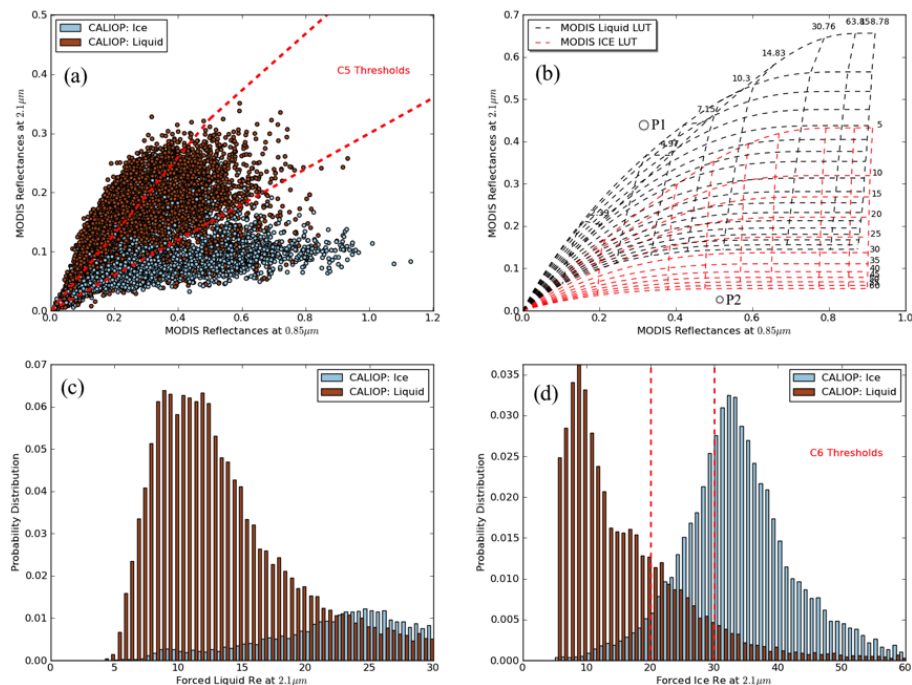 CALIOP: Ice
CALIOP: Liquid
(a)
C5 Thresholds
MODIS Reflectances at 2.1μm
0.5
0.4
0.3
0.2
0.1
0.0
0.0 0.2 0.4 0.6 0.8 1.0 1.2
MODIS Reflectances at 0.85μm
MODIS Liquid LUT
MODIS ICE LUT
(b)
30.76
158.78
14.83
10.3
7.15
P1
P2
5
10
15
20
25
30
35
40
MODIS Reflectances at 2.1μm
0.7
0.6
0.5
0.4
0.3
0.2
0.1
0.0
0.0 0.2 0.4 0.6 0.8 1.0
MODIS Reflectances at 0.85μm
(c)
CALIOP: Ice
CALIOP: Liquid
Probability Distribution
0.07
0.06
0.05
0.04
0.03
0.02
0.01
0.00
0 5 10 15 20 25 30
Forced Liquid Re at 2.1μm
CALIOP: Ice
CALIOP: Liquid
(d)
C6 Thresholds
Probability Distribution
0.035
0.030
0.025
0.020
0.015
0.010
0.005
0.000
0 10 20 30 40 50 60
Forced Ice Re at 2.1μm